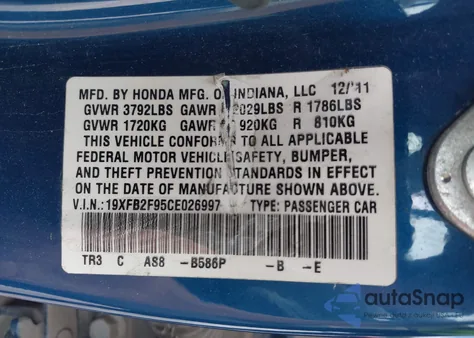 MFD. BY HONDA MFG. OF INDIANA, LLC 12/11
GVWR 3792LBS GAWR 2029LBS R 1786LBS
GVWR 1720KG GAWR 920KG R 810KG
THIS VEHICLE CONFORMS TO ALL APPLICABLE
FEDERAL MOTOR VEHICLE SAFETY, BUMPER,
AND THEFT PREVENTION STANDARDS IN EFFECT
ON THE DATE OF MANUFACTURE SHOWN ABOVE.
V.I.N.:19XFB2F95CE026997 TYPE: PASSENGER CAR
TR3 C AS8 -B586P -B -E
autoSnap